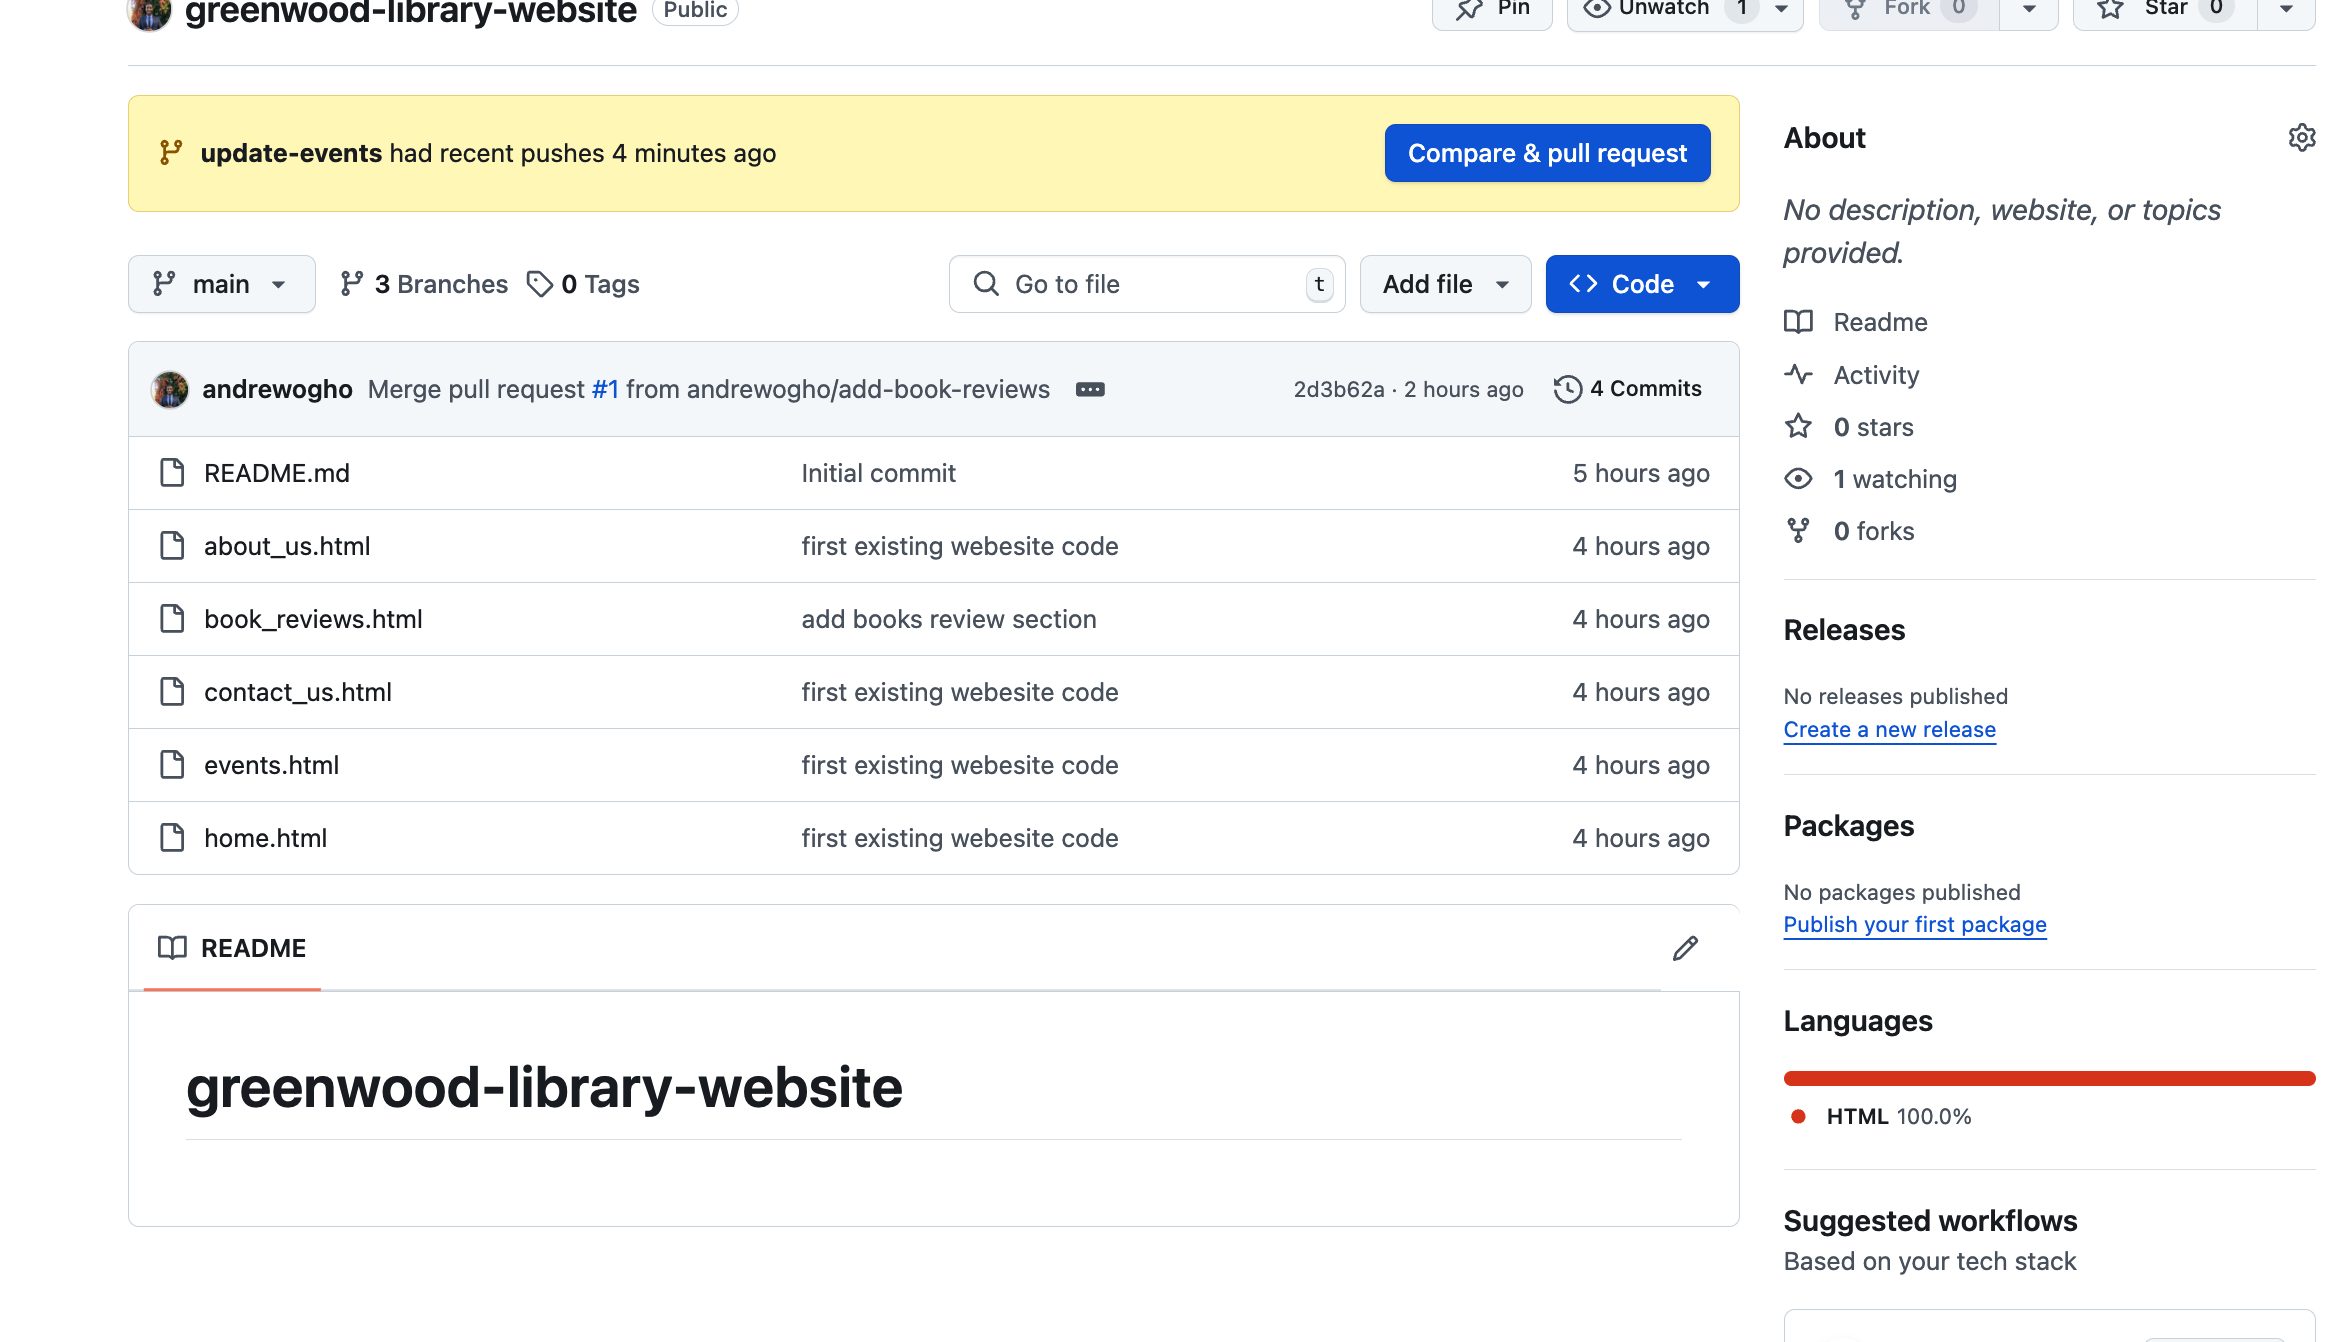 greenwood-library-website Public
Pin
Unwatch 1
Fork 0
Star 0
update-events had recent pushes 4 minutes ago
Compare & pull request
main
3 Branches
0 Tags
Go to file
t
Add file
Code
andrewogho Merge pull request #1 from andrewogho/add-book-reviews
2d3b62a · 2 hours ago
4 Commits
README.md Initial commit 5 hours ago
about_us.html first existing webesite code 4 hours ago
book_reviews.html add books review section 4 hours ago
contact_us.html first existing webesite code 4 hours ago
events.html first existing webesite code 4 hours ago
home.html first existing webesite code 4 hours ago
README
greenwood-library-website
About
No description, website, or topics
provided.
Readme
Activity
0 stars
1 watching
0 forks
Releases
No releases published
Create a new release
Packages
No packages published
Publish your first package
Languages
HTML 100.0%
Suggested workflows
Based on your tech stack